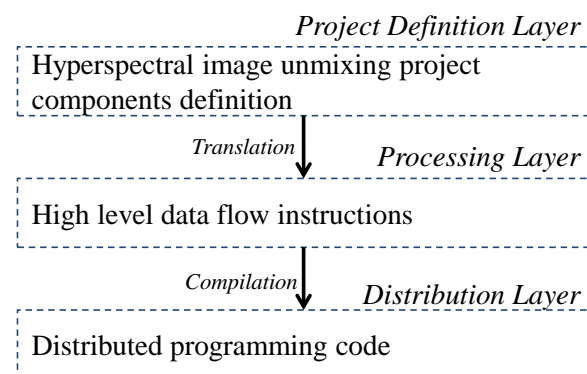 Project Definition Layer
Hyperspectral image unmixing project
components definition
Translation
Processing Layer
High level data flow instructions
Compilation
Distribution Layer
Distributed programming code